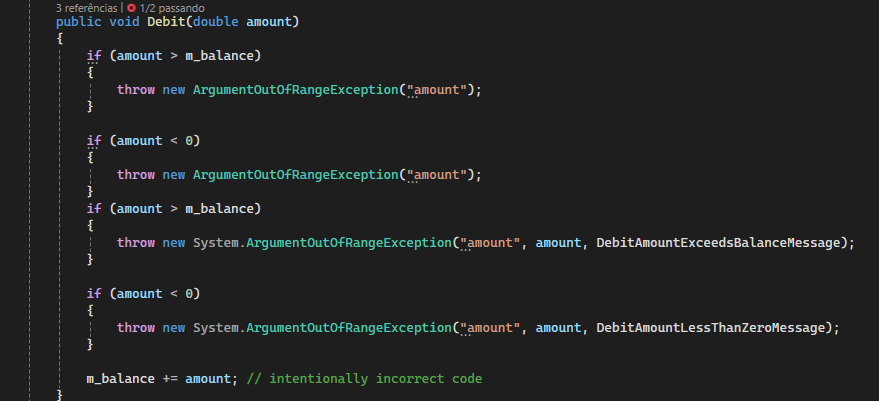 3 referências | 1/2 passando
public void Debit(double amount)
{
if (amount > m_balance)
{
throw new ArgumentOutOfRangeException("amount");
}
if (amount < 0)
{
throw new ArgumentOutOfRangeException("amount");
}
if (amount > m_balance)
{
throw new System.ArgumentOutOfRangeException("amount", amount, DebitAmountExceedsBalanceMessage);
}
if (amount < 0)
{
throw new System.ArgumentOutOfRangeException("amount", amount, DebitAmountLessThanZeroMessage);
}
m_balance += amount; // intentionally incorrect code
}